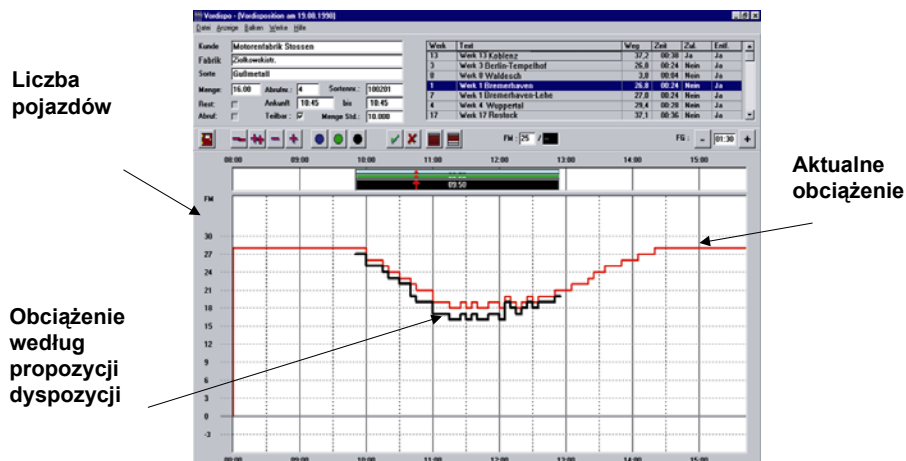 Vordispo - [Vordisposition am 19.08.1998]
Datei Anzeige Balken Werke Hilfe
Kunde Motorenfabrik Stossen
Fabrik Ziolkowskistr.
Sorte Gußmetall
Menge: 16.00 Abrufnr.: 4 Sortennr.: 100201
Rest: Ankunft 10:45 bis 10:45
Abruf: Teilbar: Menge Std.: 10.000
Werk Text Weg Zeit Zul. Entf.
13 Werk 13 Koblenz 37,2 00:38 Ja Ja
3 Werk 3 Berlin-Tempelhof 26,8 00:24 Nein Ja
8 Werk 8 Waldesch 3,8 00:04 Nein Ja
1 Werk 1 Bremerhaven 26,8 00:24 Nein Ja
7 Werk 1 Bremerhaven-Lehe 27,0 00:24 Nein Ja
4 Werk 4 Wuppertal 29,4 00:28 Nein Ja
17 Werk 17 Rostock 37,1 00:36 Nein Ja
FM: 25 /
FG: - 01:30 +
08:00 09:00 10:00 11:00 12:00 13:00 14:00 15:00
09:50
FM
30
27
24
21
18
15
12
9
6
3
0
-3
08:00 09:00 10:00 11:00 12:00 13:00 14:00 15:00
Liczba
pojazdów
Aktualne
obciążenie
Obciążenie
według
propozycji
dyspozycji